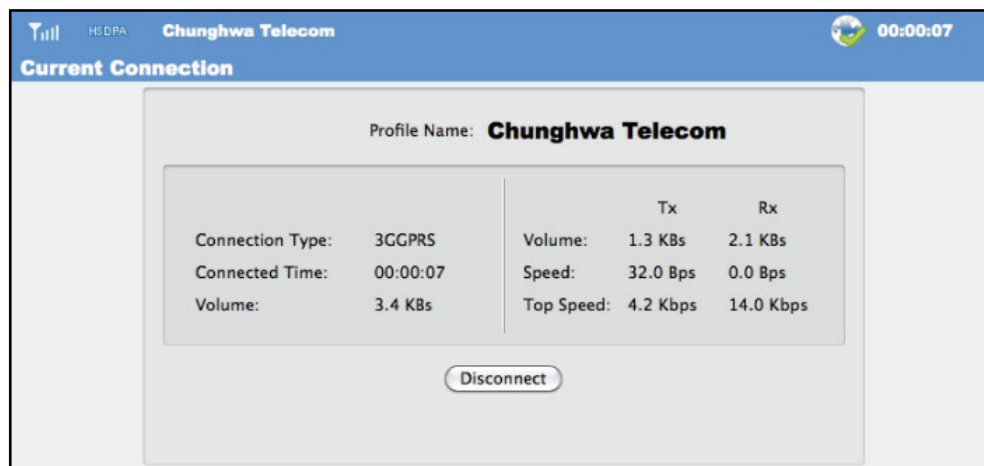 HSDPA Chunghwa Telecom 00:00:07
Current Connection
Profile Name: Chunghwa Telecom
Tx Rx
Connection Type: 3GGPRS Volume: 1.3 KBs 2.1 KBs
Connected Time: 00:00:07 Speed: 32.0 Bps 0.0 Bps
Volume: 3.4 KBs Top Speed: 4.2 Kbps 14.0 Kbps
Disconnect